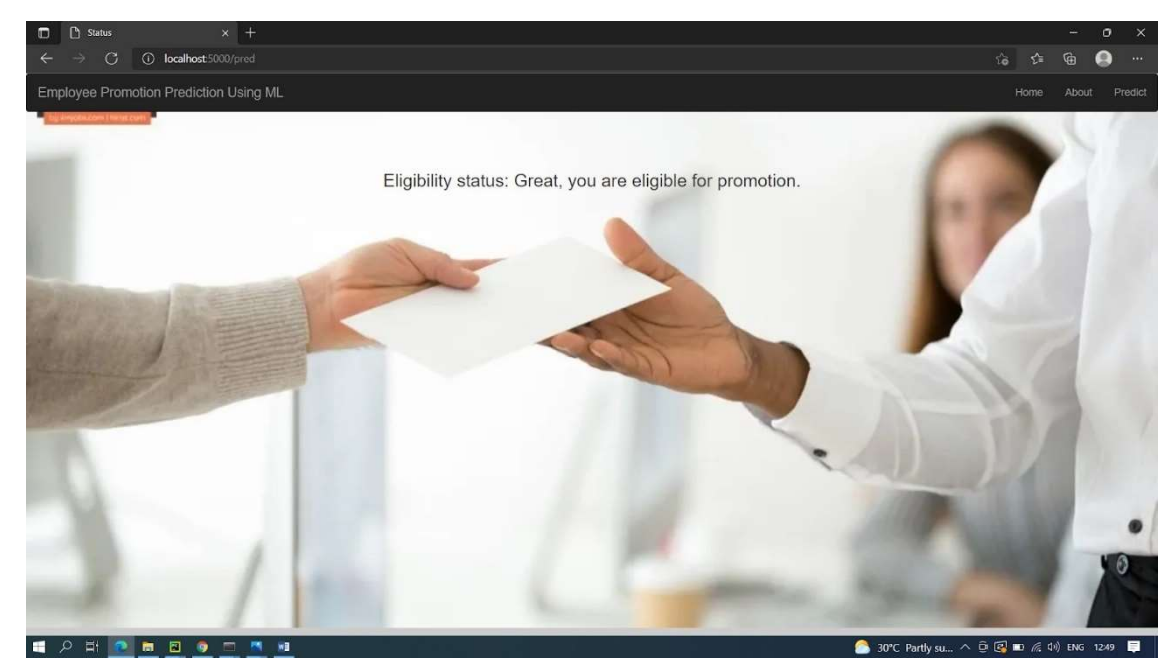 Status
localhost:5000/pred
Employee Promotion Prediction Using ML
Home About Predict
Eligibility status: Great, you are eligible for promotion.
30°C Partly su... ENG 12:49